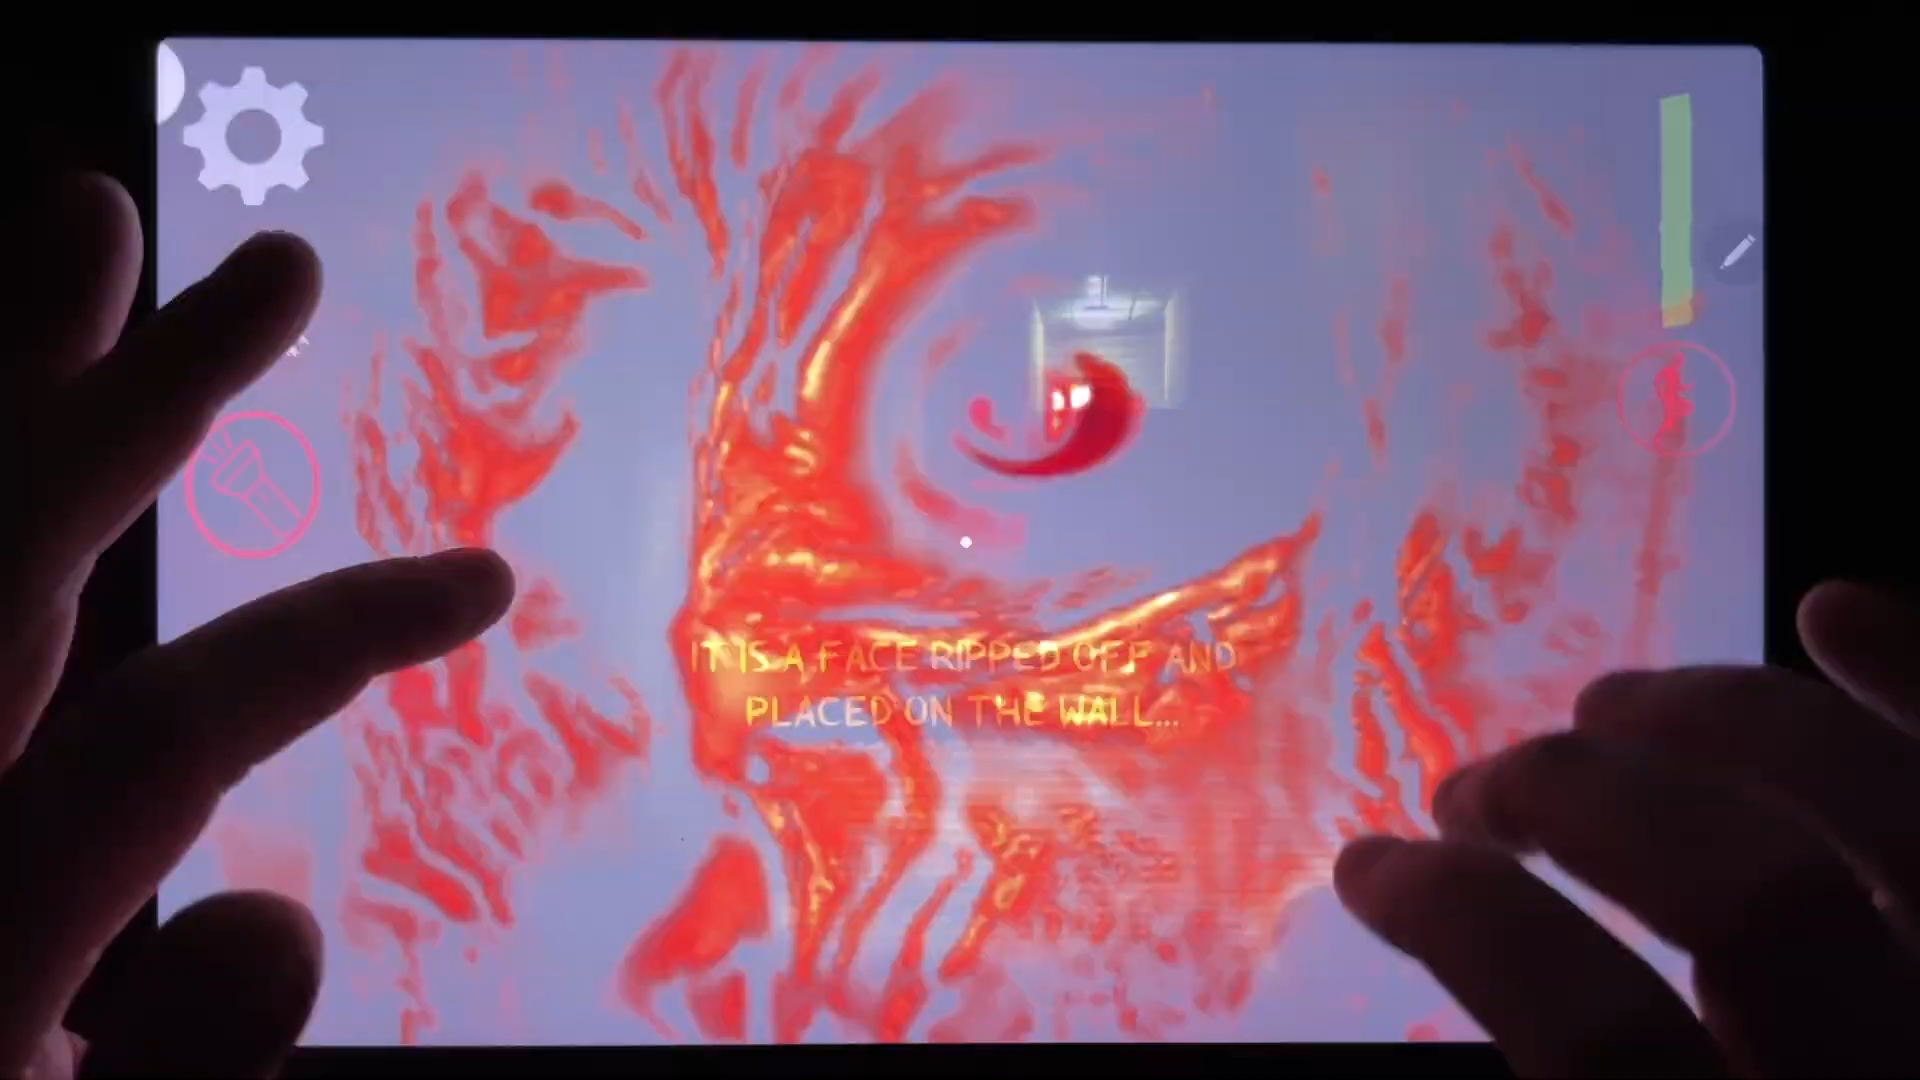 IT IS A FACE RIPPED OFF AND
PLACED ON THE WALL...